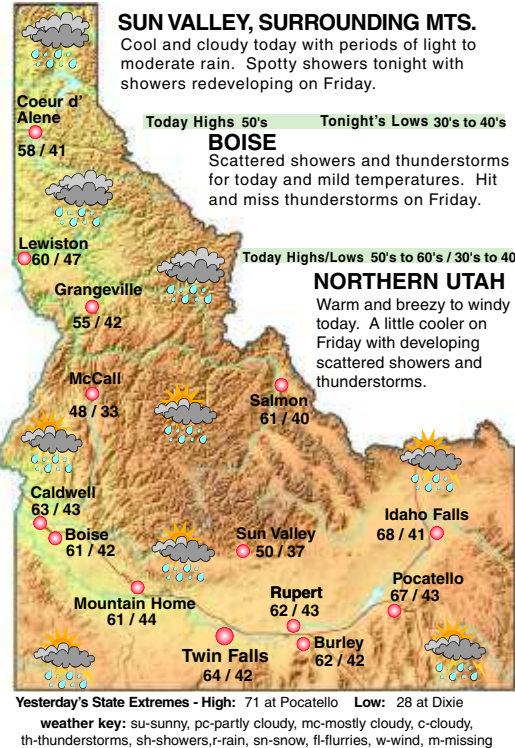 SUN VALLEY, SURROUNDING MTS.
Cool and cloudy today with periods of light to
moderate rain. Spotty showers tonight with
showers redeveloping on Friday.
Today Highs 50's Tonight's Lows 30's to 40's
BOISE
Scattered showers and thunderstorms
for today and mild temperatures. Hit
and miss thunderstorms on Friday.
Today Highs/Lows 50's to 60's / 30's to 40
NORTHERN UTAH
Warm and breezy to windy
today. A little cooler on
Friday with developing
scattered showers and
thunderstorms.
Coeur d'
Alene
58 / 41
Lewiston
60 / 47
Grangeville
55 / 42
McCall
48 / 33
Salmon
61 / 40
Caldwell
63 / 43
Boise
61 / 42
Sun Valley
50 / 37
Idaho Falls
68 / 41
Mountain Home
61 / 44
Rupert
62 / 43
Pocatello
67 / 43
Twin Falls
64 / 42
Burley
62 / 42
Yesterday's State Extremes - High: 71 at Pocatello Low: 28 at Dixie
weather key: su-sunny, pc-partly cloudy, mc-mostly cloudy, c-cloudy,
th-thunderstorms, sh-showers,r-rain, sn-snow, fl-flurries, w-wind, m-missing